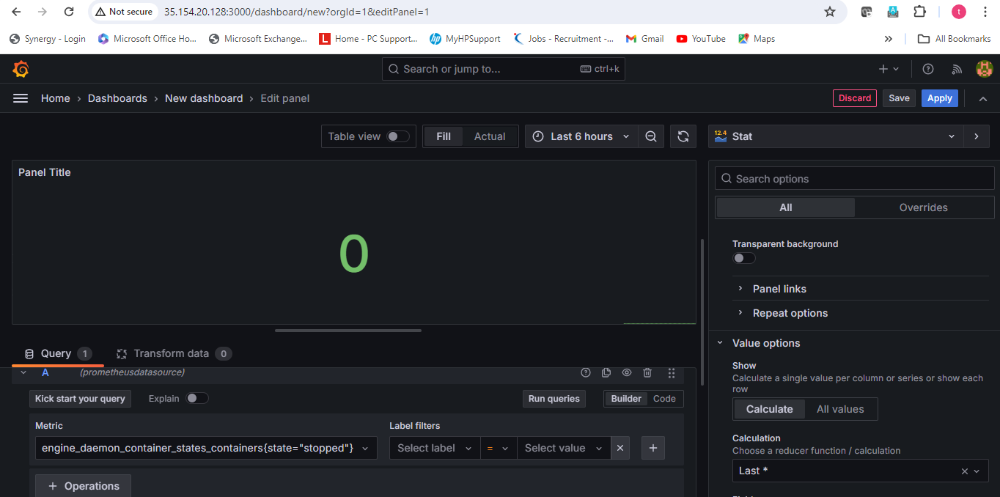 Not secure 35.154.20.128:3000/dashboard/new?orgId=1&editPanel=1 t
Synergy - Login Microsoft Office Ho... Microsoft Exchange... L Home - PC Support... hp MyHPSupport Jobs - Recruitment -... Gmail YouTube Maps » All Bookmarks
Search or jump to... ctrl+k
Home › Dashboards › New dashboard › Edit panel Discard Save Apply
Table view Fill Actual Last 6 hours 12.4 Stat
Panel Title
Search options
All Overrides
Transparent background
0
Panel links
Repeat options
Value options
Query 1 Transform data 0
Show
A (prometheusdatasource)
Calculate a single value per column or series or show each
row
Kick start your query Explain Run queries Builder Code
Calculate All values
Metric Label filters
Calculation
engine_daemon_container_states_containers{state="stopped"} Select label = Select value × +
Choose a reducer function / calculation
Last *
+ Operations